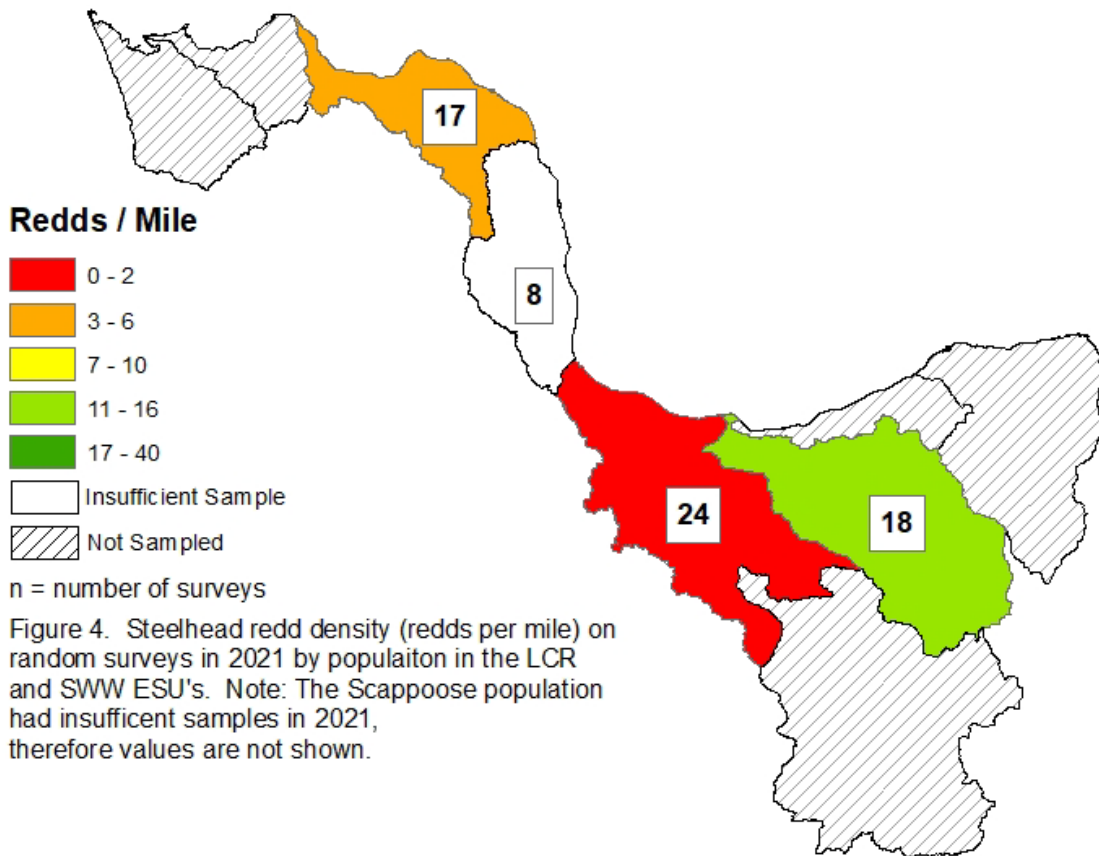 17
Redds / Mile
0 - 2
3 - 6
8
7 - 10
11 - 16
17 - 40
Insufficient Sample
24
18
Not Sampled
n = number of surveys
Figure 4. Steelhead redd density (redds per mile) on
random surveys in 2021 by populaiton in the LCR
and SWW ESU's. Note: The Scappoose population
had insufficent samples in 2021,
therefore values are not shown.